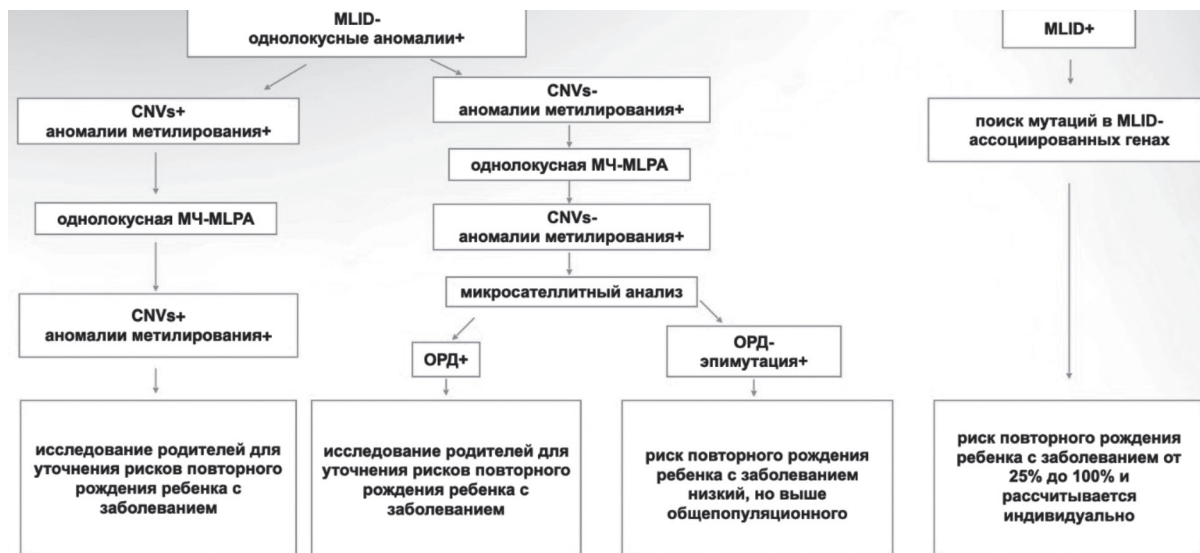 MLID-
однолокусные аномалии+
MLID+
CNVs+
аномалии метилирования+
CNVs-
аномалии метилирования+
поиск мутаций в MLID-
ассоциированных генах
однолокусная МЧ-MLPA
однолокусная МЧ-MLPA
CNVs-
аномалии метилирования+
микросателлитный анализ
CNVs+
аномалии метилирования+
ОРД+
ОРД-
эпимутация+
исследование родителей для
уточнения рисков повторного
рождения ребенка с
заболеванием
исследование родителей для
уточнения рисков повторного
рождения ребенка с
заболеванием
риск повторного рождения
ребенка с заболеванием
низкий, но выше
общепопуляционного
риск повторного рождения
ребенка с заболеванием от
25% до 100% и
рассчитывается
индивидуально